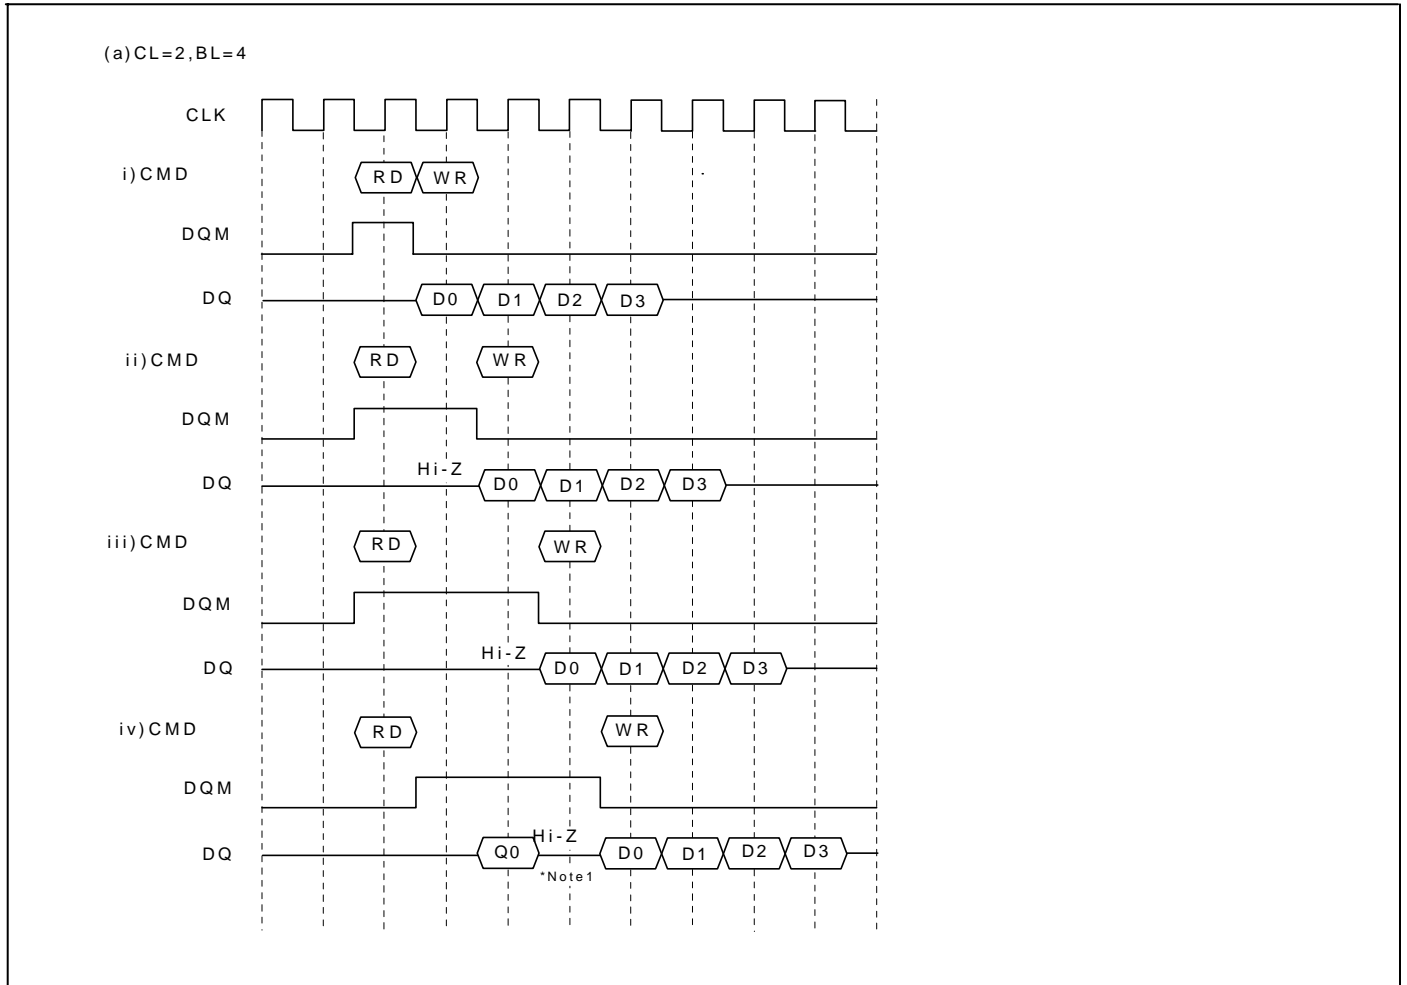 (a)CL=2,BL=4
CLK
i)CMD RD WR
DQM
DQ D0 D1 D2 D3
ii)CMD RD WR
DQM
Hi-Z
DQ D0 D1 D2 D3
iii)CMD RD WR
DQM
Hi-Z
DQ D0 D1 D2 D3
iv)CMD RD WR
DQM
Hi-Z
DQ Q0 D0 D1 D2 D3
*Note1